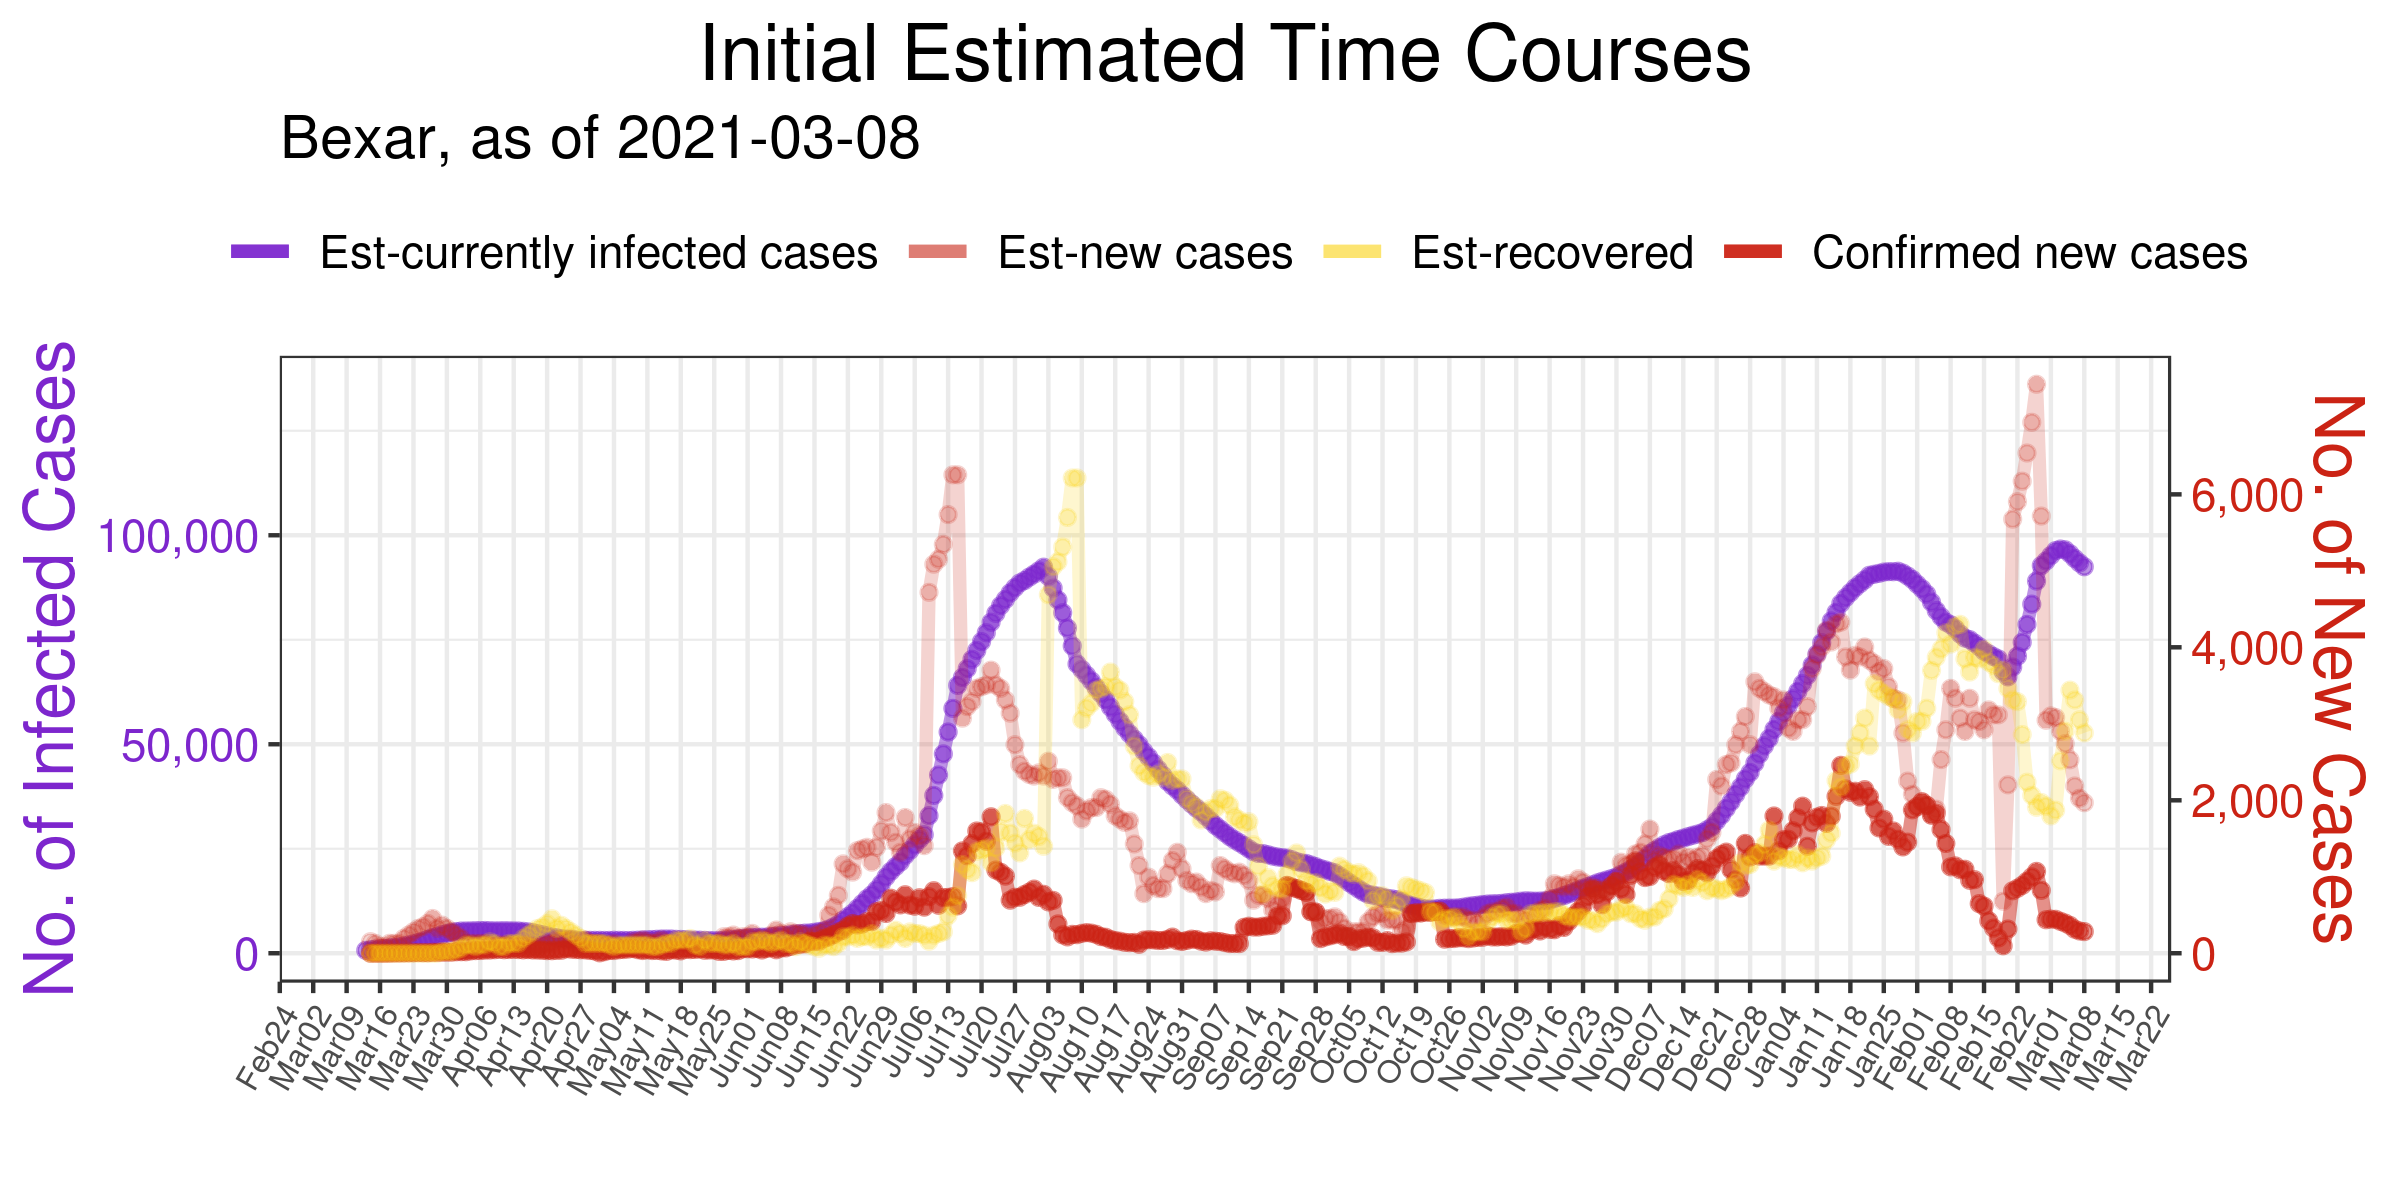 Initial Estimated Time Courses
Bexar, as of 2021-03-08
Est-currently infected cases Est-new cases Est-recovered Confirmed new cases
No. of Infected Cases
100,000
50,000
0
6,000
4,000
2,000
0
No. of New Cases
Feb24 Mar02 Mar09 Mar16 Mar23 Mar30 Apr06 Apr13 Apr20 Apr27 May04 May11 May18 May25 Jun01 Jun08 Jun15 Jun22 Jun29 Jul06 Jul13 Jul20 Jul27 Aug03 Aug10 Aug17 Aug24 Aug31 Sep07 Sep14 Sep21 Sep28 Oct05 Oct12 Oct19 Oct26 Nov02 Nov09 Nov16 Nov23 Nov30 Dec07 Dec14 Dec21 Dec28 Jan04 Jan11 Jan18 Jan25 Feb01 Feb08 Feb15 Feb22 Mar01 Mar08 Mar15 Mar22